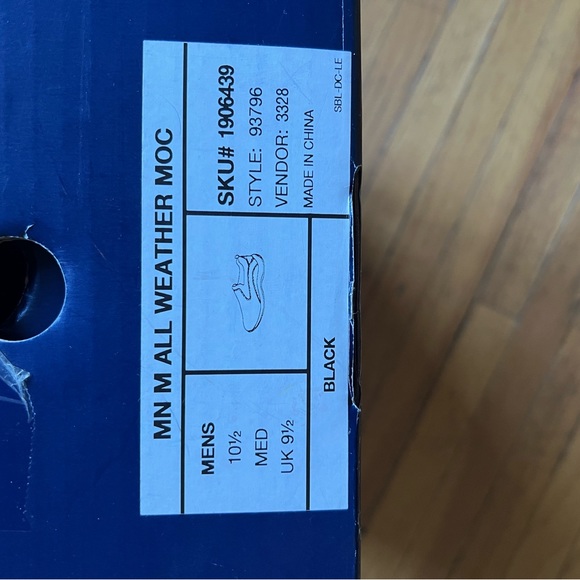 MN M ALL WEATHER MOC
MENS
10½
MED
UK 9½
SKU# 1906439
STYLE: 93796
VENDOR: 3328
MADE IN CHINA
BLACK
SBL-DC-LE